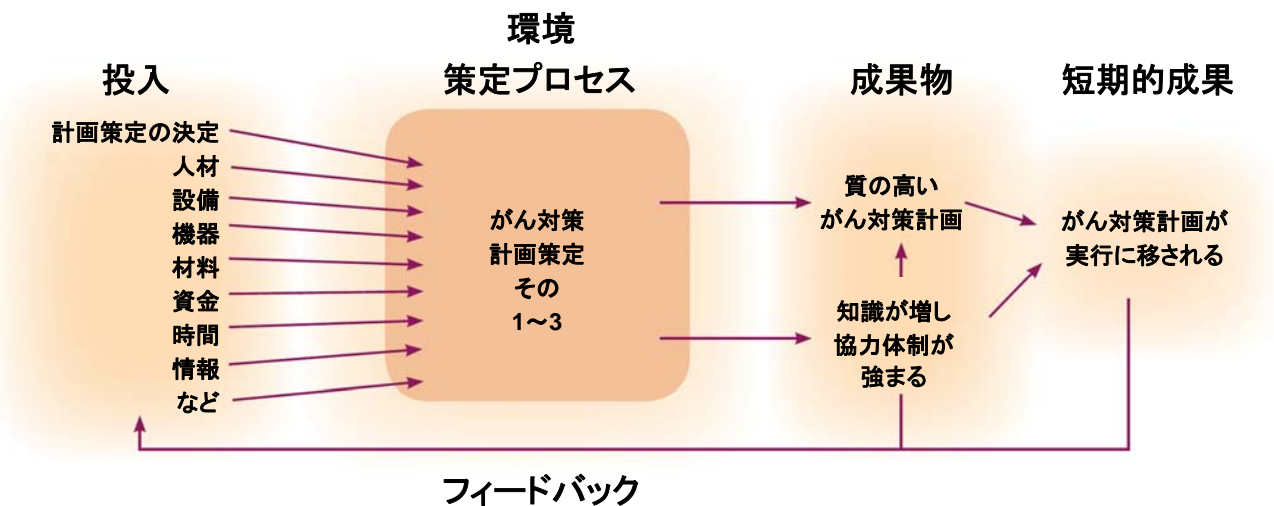 環境
投入
策定プロセス
成果物
短期的成果
計画策定の決定
人材
設備
機器
材料
資金
時間
情報
など
がん対策
計画策定
その
1～3
質の高い
がん対策計画
知識が増し
協力体制が
強まる
がん対策計画が
実行に移される
フィードバック